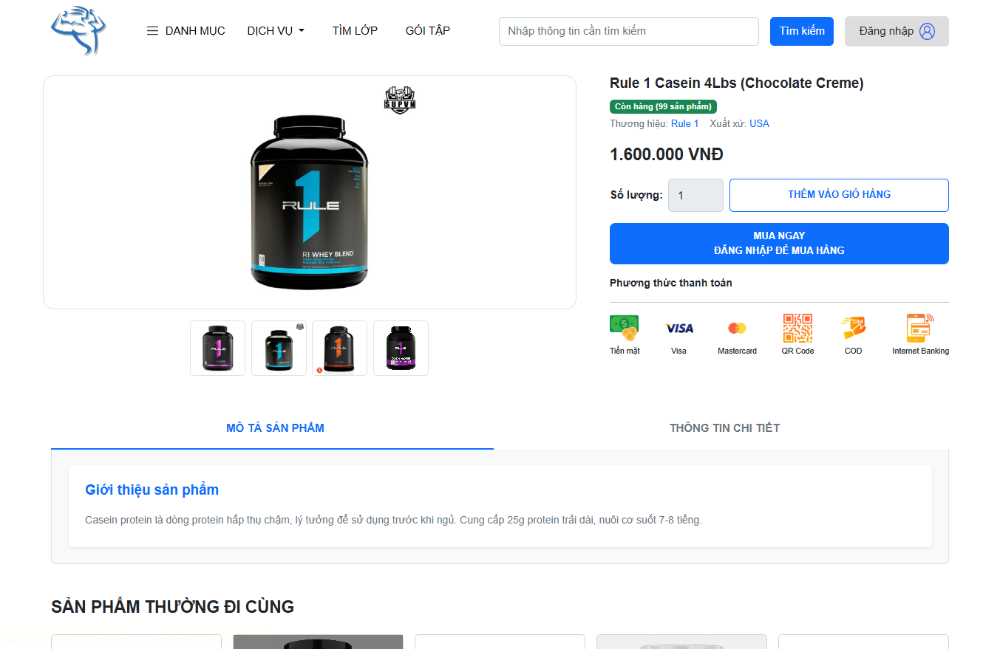 DANH MỤC
DỊCH VỤ
TÌM LỚP
GÓI TẬP
Nhập thông tin cần tìm kiếm
Tìm kiếm
Đăng nhập
SUPVN
RULE
1
R1 WHEY BLEND
Rule 1 Casein 4Lbs (Chocolate Creme)
Còn hàng (99 sản phẩm)
Thương hiệu: Rule 1 Xuất xứ: USA
1.600.000 VNĐ
Số lượng: 1 THÊM VÀO GIỎ HÀNG
MUA NGAY
ĐĂNG NHẬP ĐỂ MUA HÀNG
Phương thức thanh toán
VISA
COD
Tiền mặt
Visa
Mastercard
QR Code
COD
Internet Banking
MÔ TẢ SẢN PHẨM
THÔNG TIN CHI TIẾT
Giới thiệu sản phẩm
Casein protein là dòng protein hấp thụ chậm, lý tưởng để sử dụng trước khi ngủ. Cung cấp 25g protein trải dài, nuôi cơ suốt 7-8 tiếng.
SẢN PHẨM THƯỜNG ĐI CÙNG